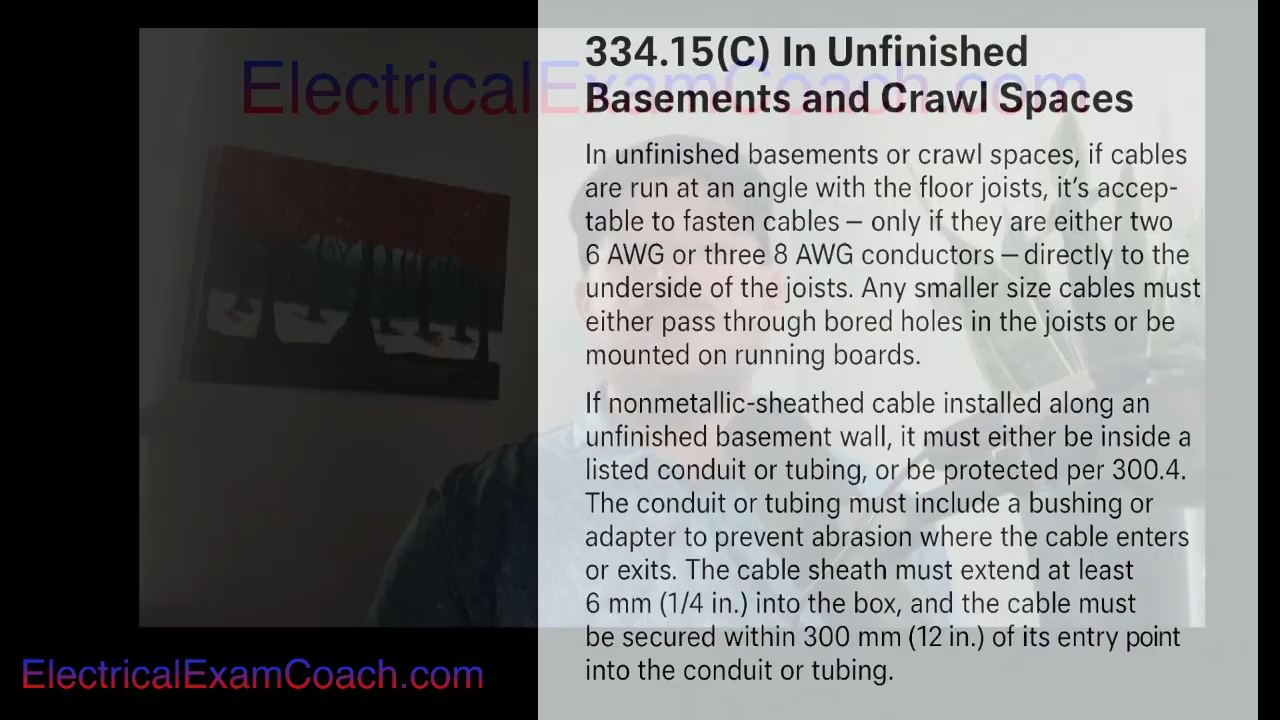 ElectricalExamCoach.com
334.15(C) In Unfinished
Basements and Crawl Spaces
In unfinished basements or crawl spaces, if cables
are run at an angle with the floor joists, it's accep-
table to fasten cables – only if they are either two
6 AWG or three 8 AWG conductors – directly to the
underside of the joists. Any smaller size cables must
either pass through bored holes in the joists or be
mounted on running boards.
If nonmetallic-sheathed cable installed along an
unfinished basement wall, it must either be inside a
listed conduit or tubing, or be protected per 300.4.
The conduit or tubing must include a bushing or
adapter to prevent abrasion where the cable enters
or exits. The cable sheath must extend at least
6 mm (1/4 in.) into the box, and the cable must
be secured within 300 mm (12 in.) of its entry point
into the conduit or tubing.
ElectricalExamCoach.com